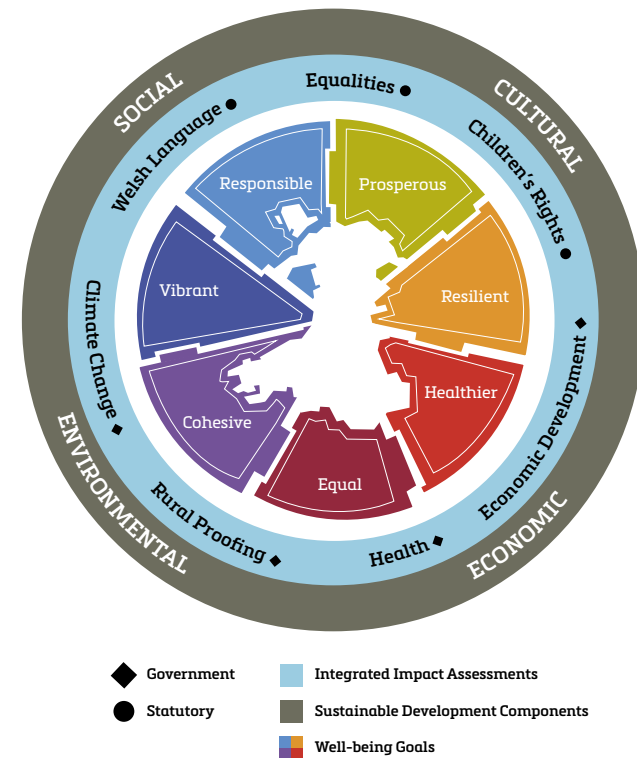 SOCIAL
CULTURAL
ENVIRONMENTAL
ECONOMIC
Equalities
Welsh Language
Children's Rights
Climate Change
Economic Development
Rural Proofing
Health
Responsible
Prosperous
Vibrant
Resilient
Cohesive
Healthier
Equal
Government
Integrated Impact Assessments
Statutory
Sustainable Development Components
Well-being Goals